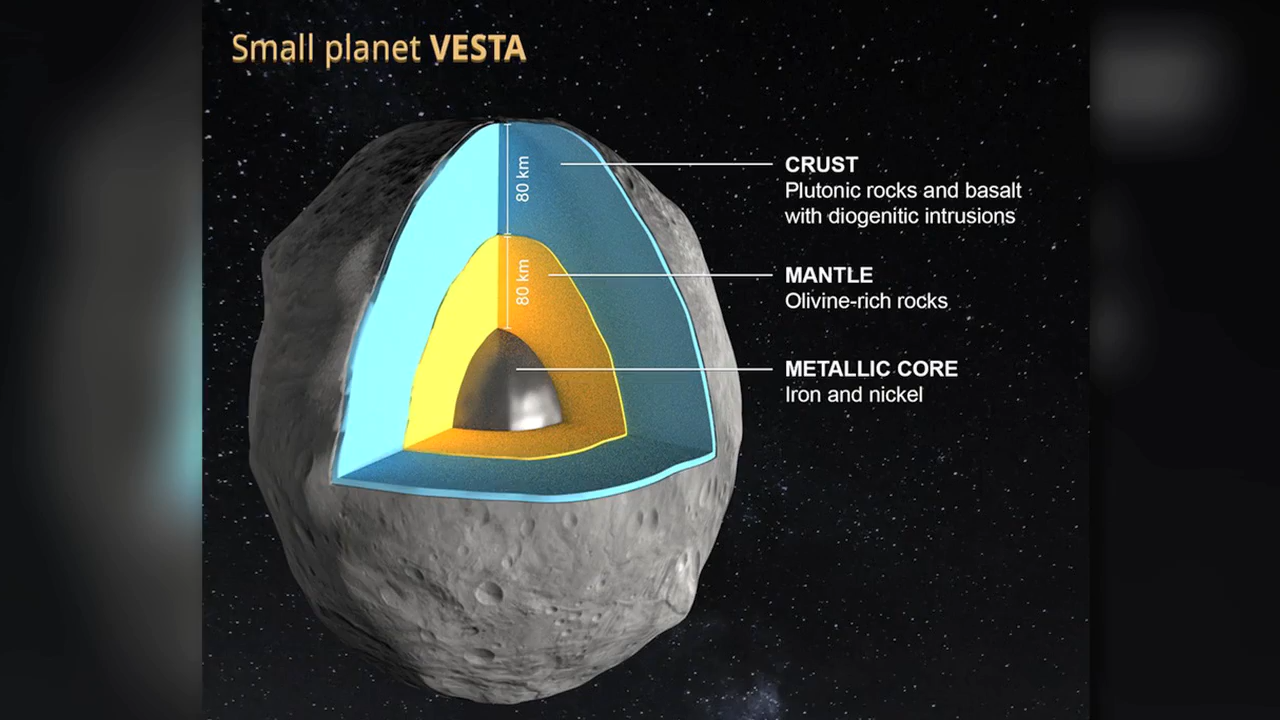 Small planet VESTA
80 km
80 km
CRUST
Plutonic rocks and basalt
with diogenitic intrusions
MANTLE
Olivine-rich rocks
METALLIC CORE
Iron and nickel